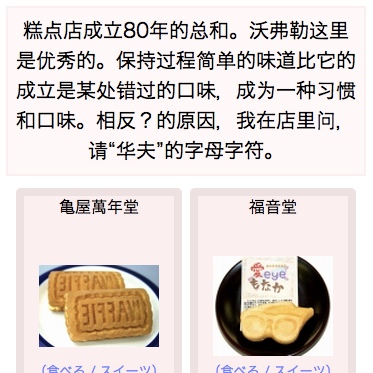 糕点店成立80年的总和。沃弗勒这里
是优秀的。保持过程简单的味道比它的
成立是某处错过的口味，成为一种习惯
和口味。相反？的原因，我在店里问，
请“华夫”的字母字符。
亀屋萬年堂
福音堂
WAFFLE
愛eye
もなか
（食べる / スイーツ）
（食べる / スイーツ）